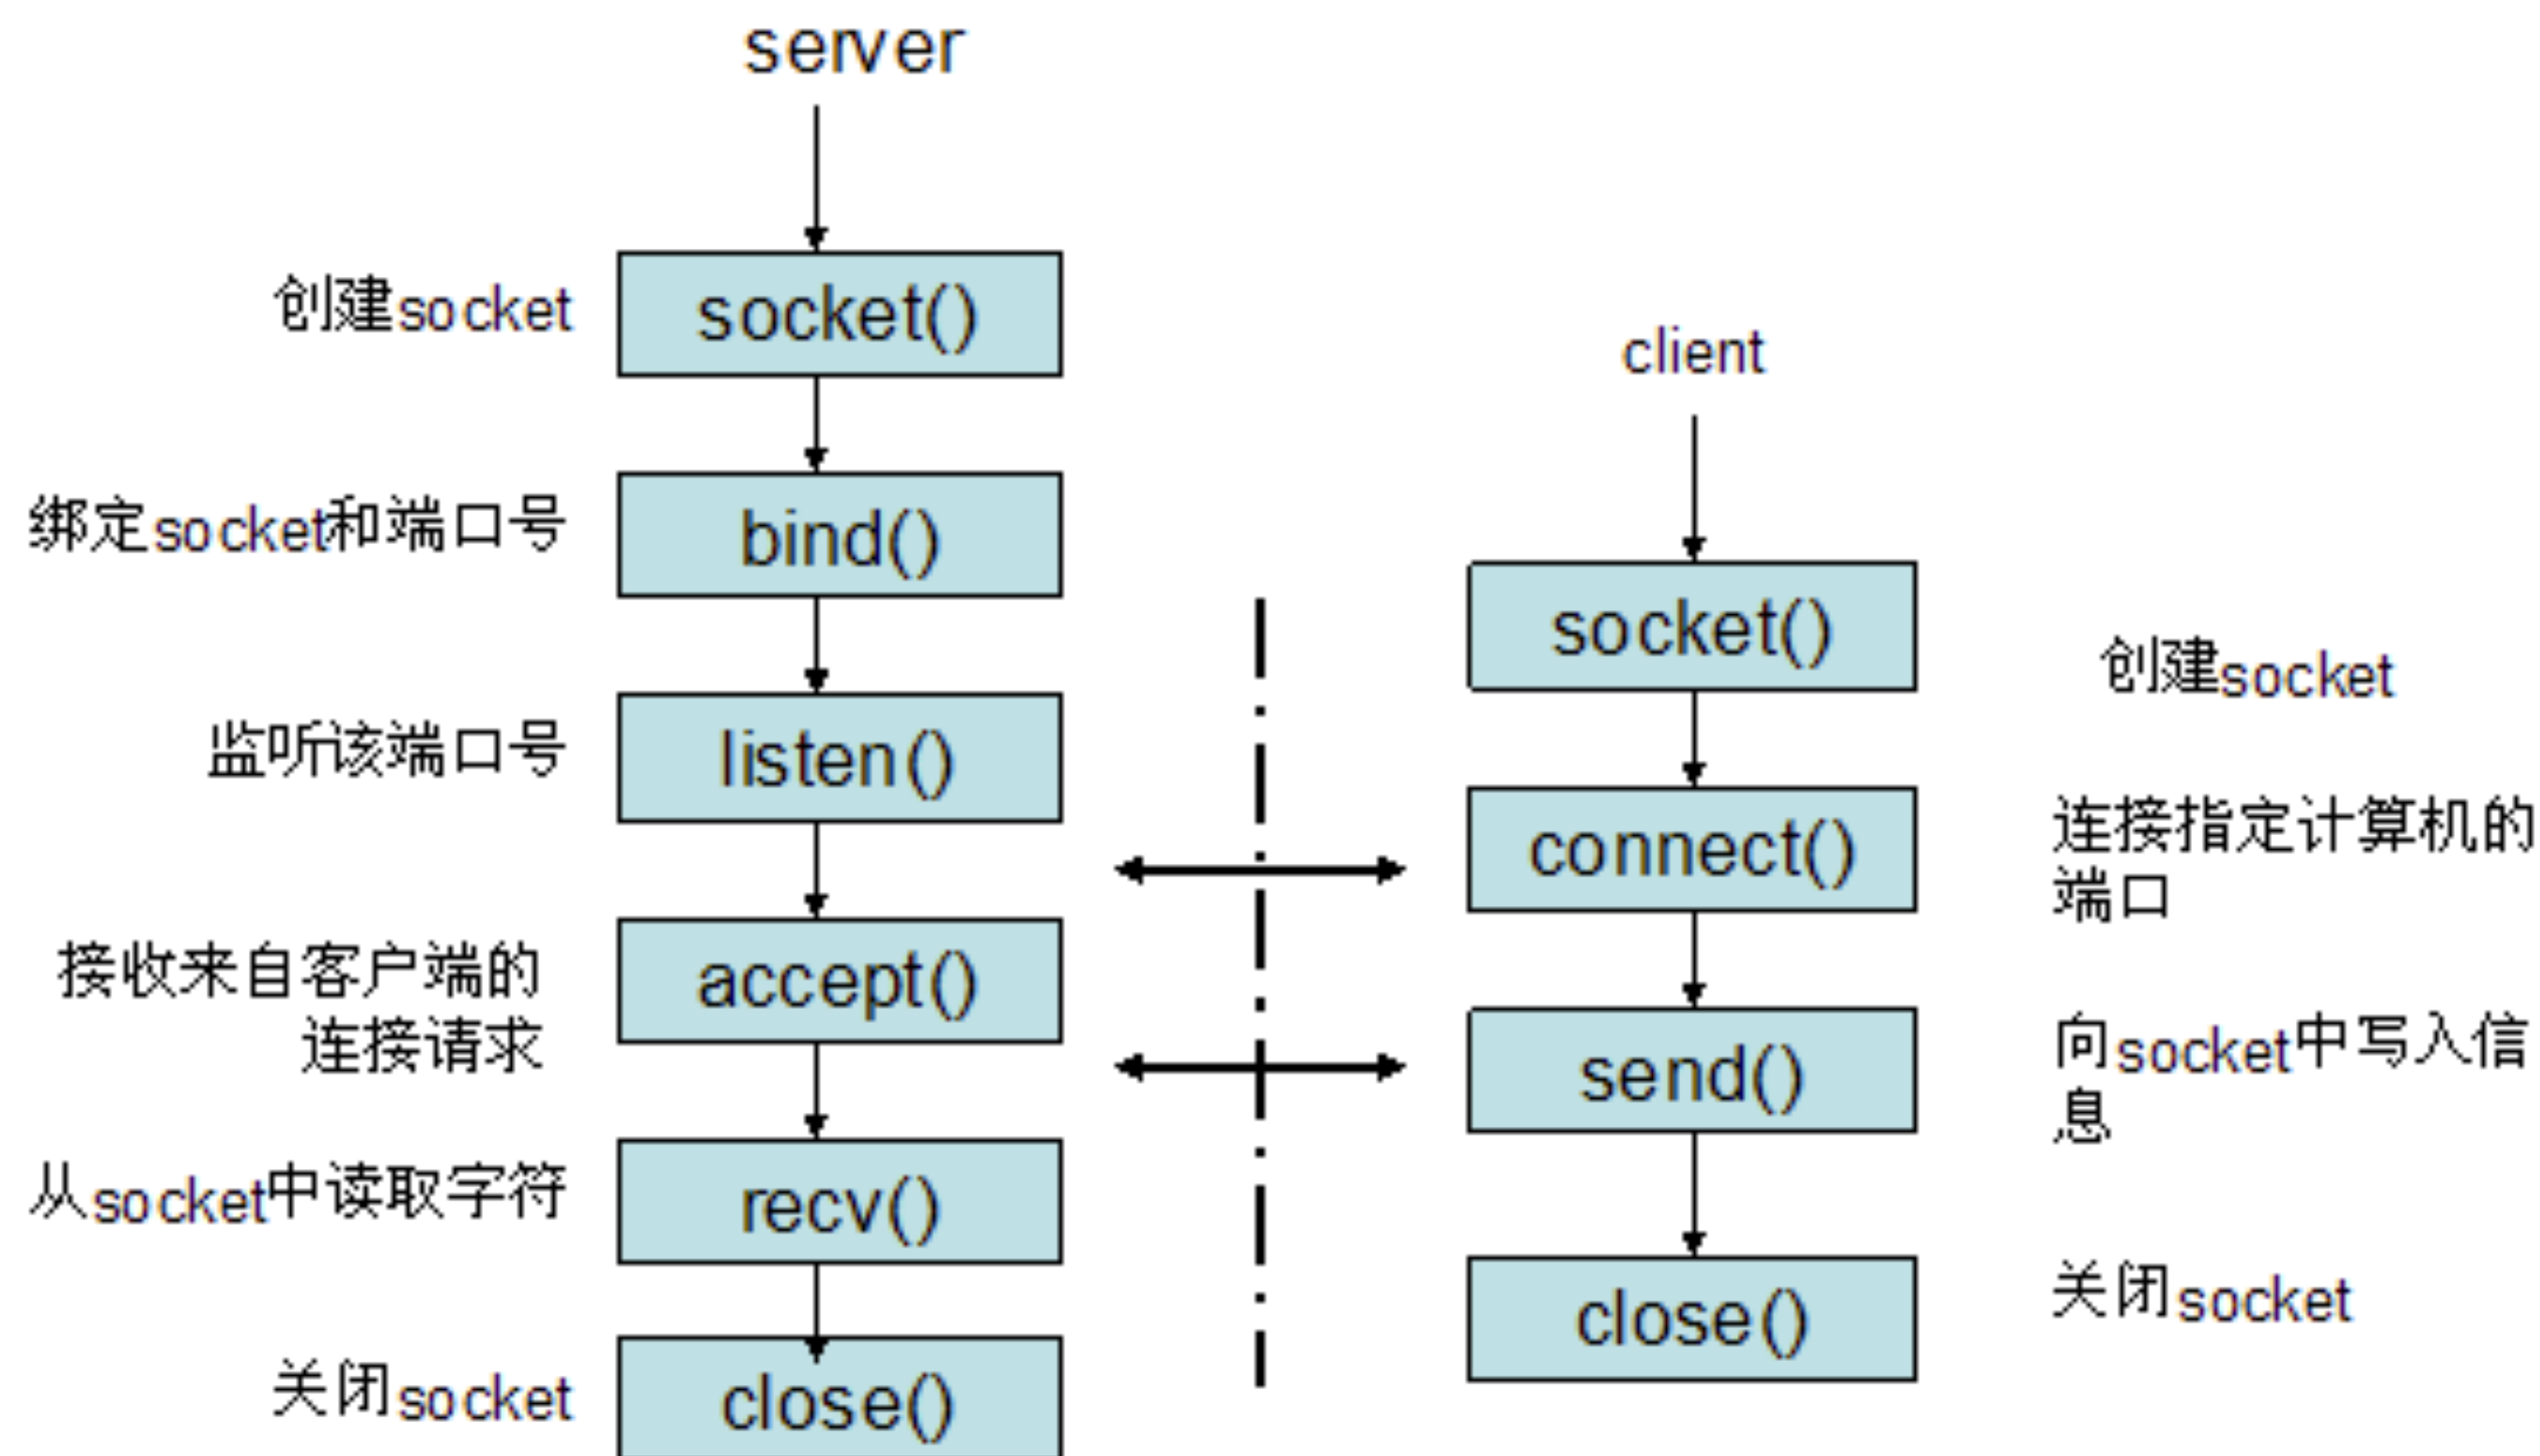 server
创建socket
socket()
绑定socket和端口号
bind()
监听该端口号
listen()
接收来自客户端的
连接请求
accept()
从socket中读取字符
recv()
关闭socket
close()
client
socket()
创建socket
connect()
连接指定计算机的
端口
send()
向socket中写入信
息
close()
关闭socket